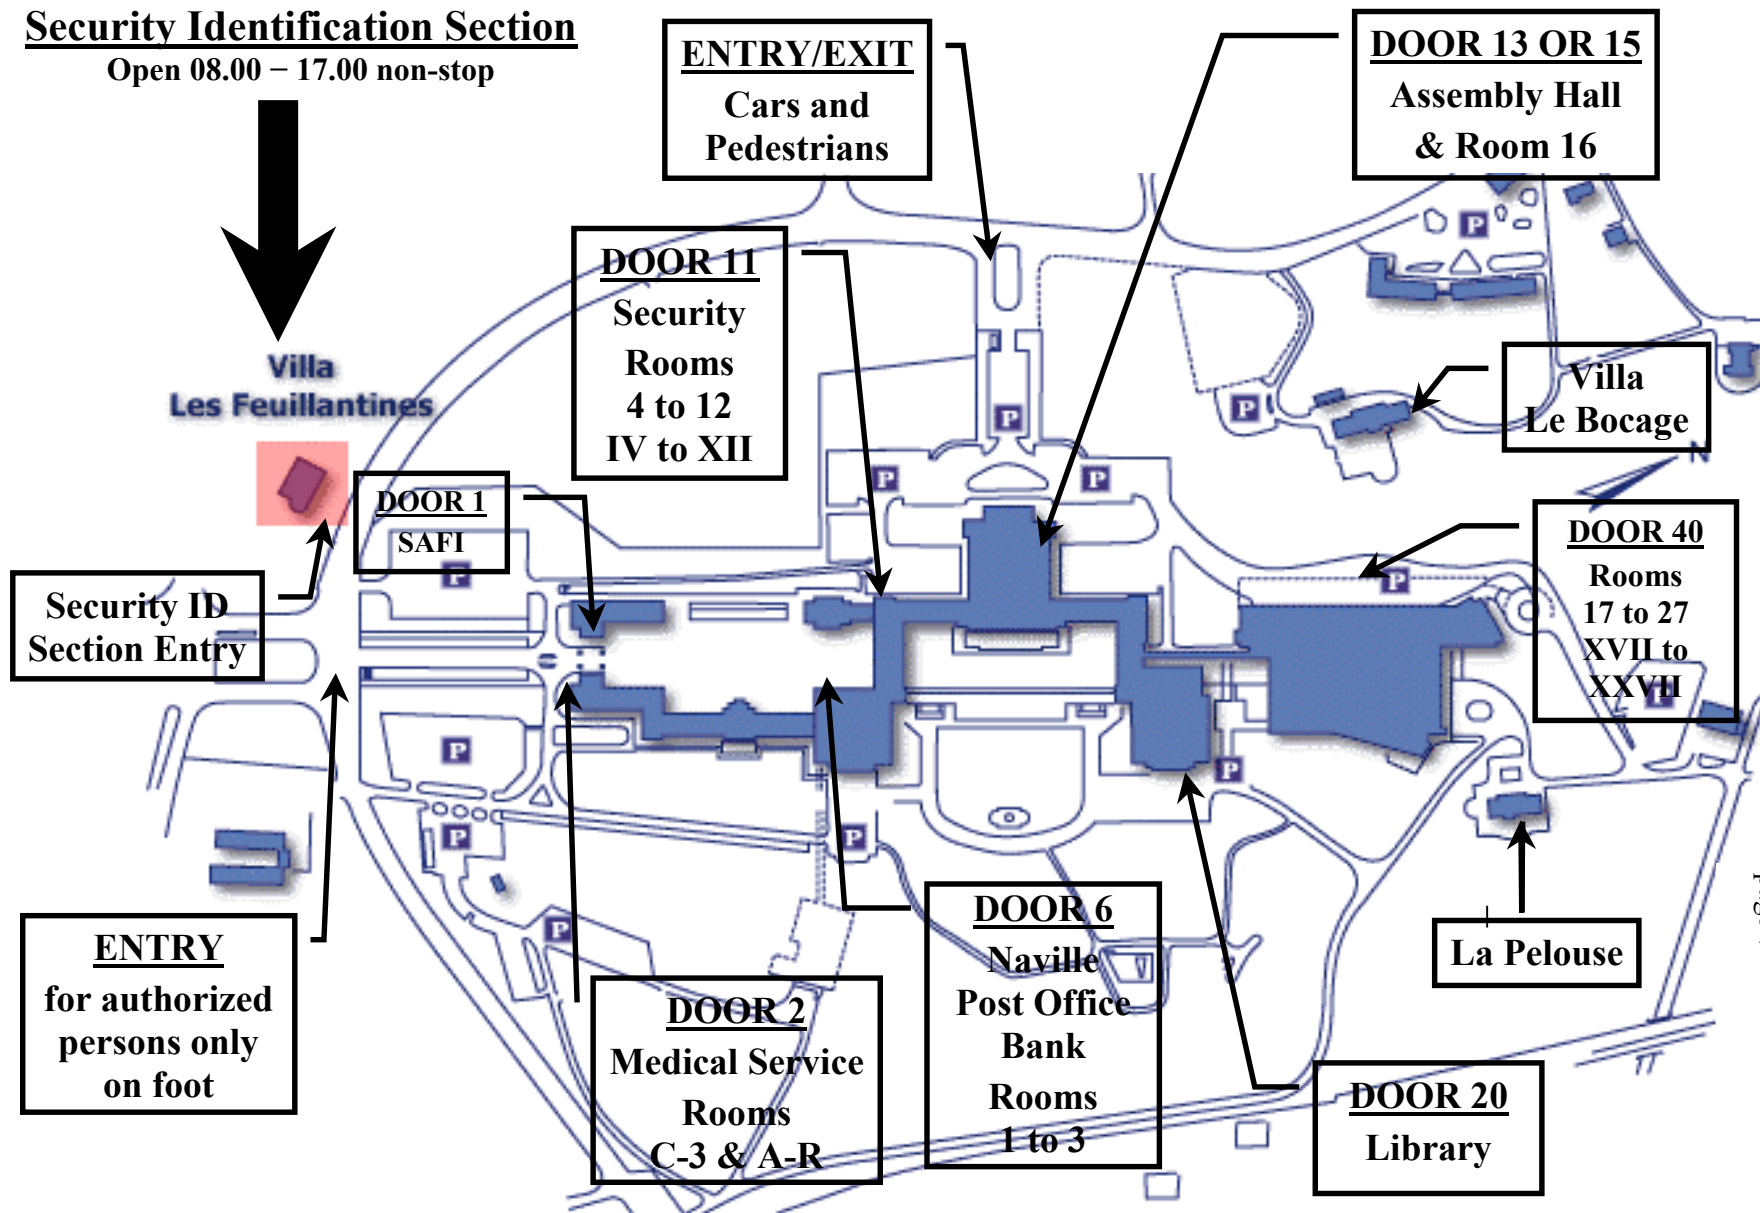 Security Identification Section
Open 08.00 – 17.00 non-stop
ENTRY/EXIT
Cars and
Pedestrians
DOOR 13 OR 15
Assembly Hall
& Room 16
DOOR 11
Security
Rooms
4 to 12
IV to XII
Villa
Les Feuillantines
Villa
Le Bocage
N
DOOR 1
SAFI
DOOR 40
Rooms
17 to 27
XVII to
XXVII
Security ID
Section Entry
P
P
P
P
P
P
P
P
P
P
P
P
P
ENTRY
for authorized
persons only
on foot
DOOR 2
Medical Service
Rooms
C-3 & A-R
DOOR 6
Naville
Post Office
Bank
Rooms
1 to 3
La Pelouse
DOOR 20
Library